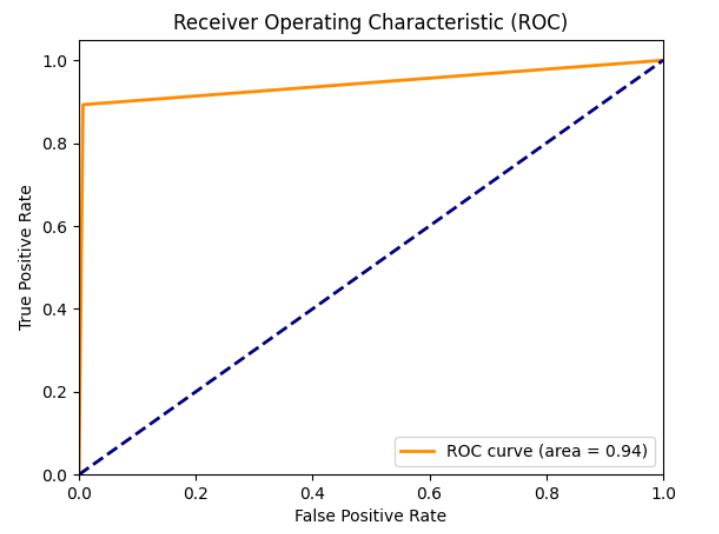 Receiver Operating Characteristic (ROC)
True Positive Rate
1.0
0.8
0.6
0.4
0.2
0.0
ROC curve (area = 0.94)
0.0 0.2 0.4 0.6 0.8 1.0
False Positive Rate